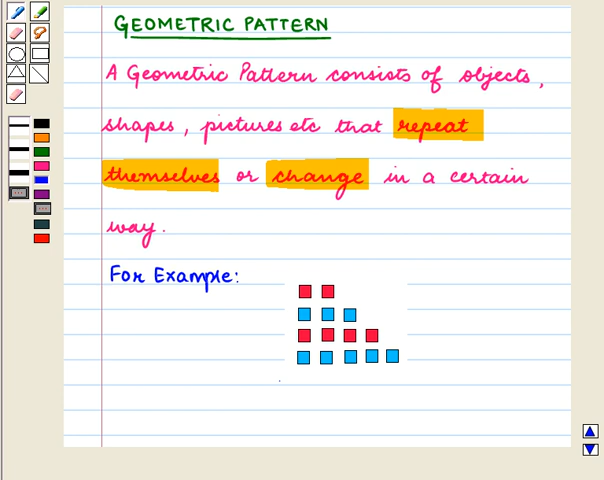 GEOMETRIC PATTERN
A Geometric Pattern consists of objects,
shapes, pictures etc that repeat
themselves or change in a certain
way.
For Example: